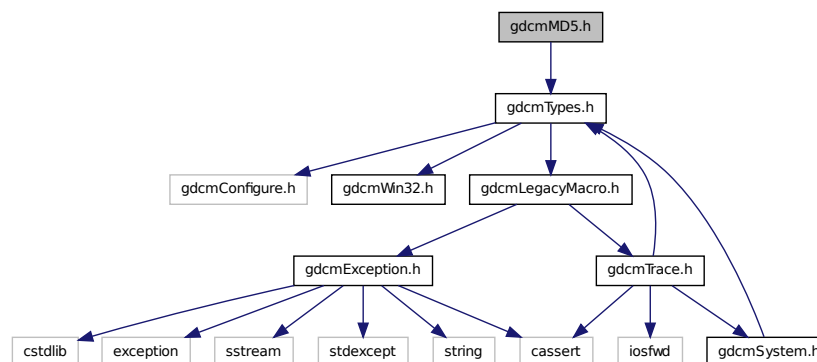 gdcmMD5.h
gdcmTypes.h
gdcmConfigure.h
gdcmWin32.h
gdcmLegacyMacro.h
gdcmException.h
gdcmTrace.h
cstdlib
exception
sstream
stdexcept
string
cassert
iosfwd
gdcmSystem.h